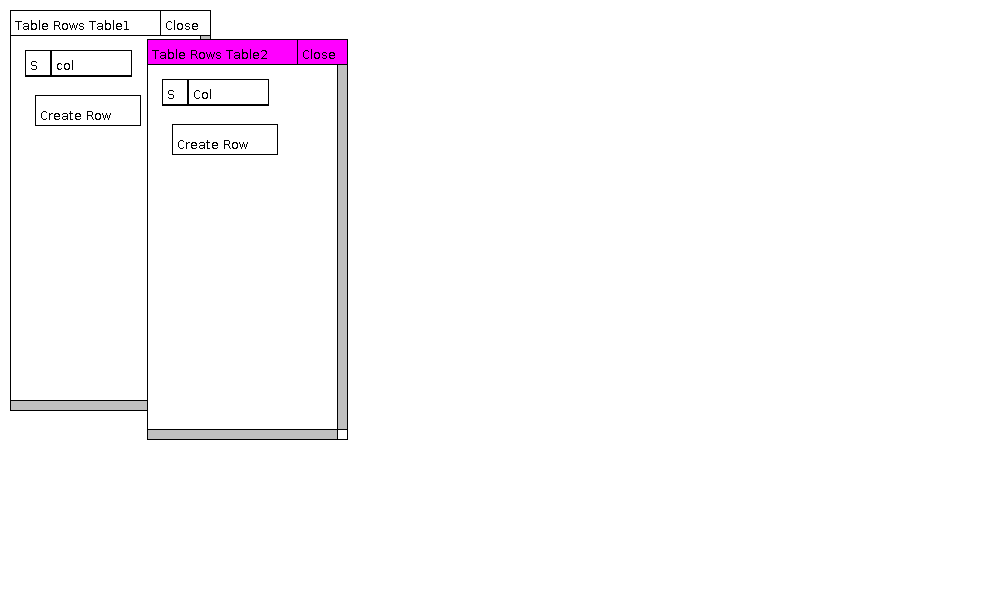 Table Rows Table1 Close
S col
Create Row
Table Rows Table2 Close
S Col
Create Row